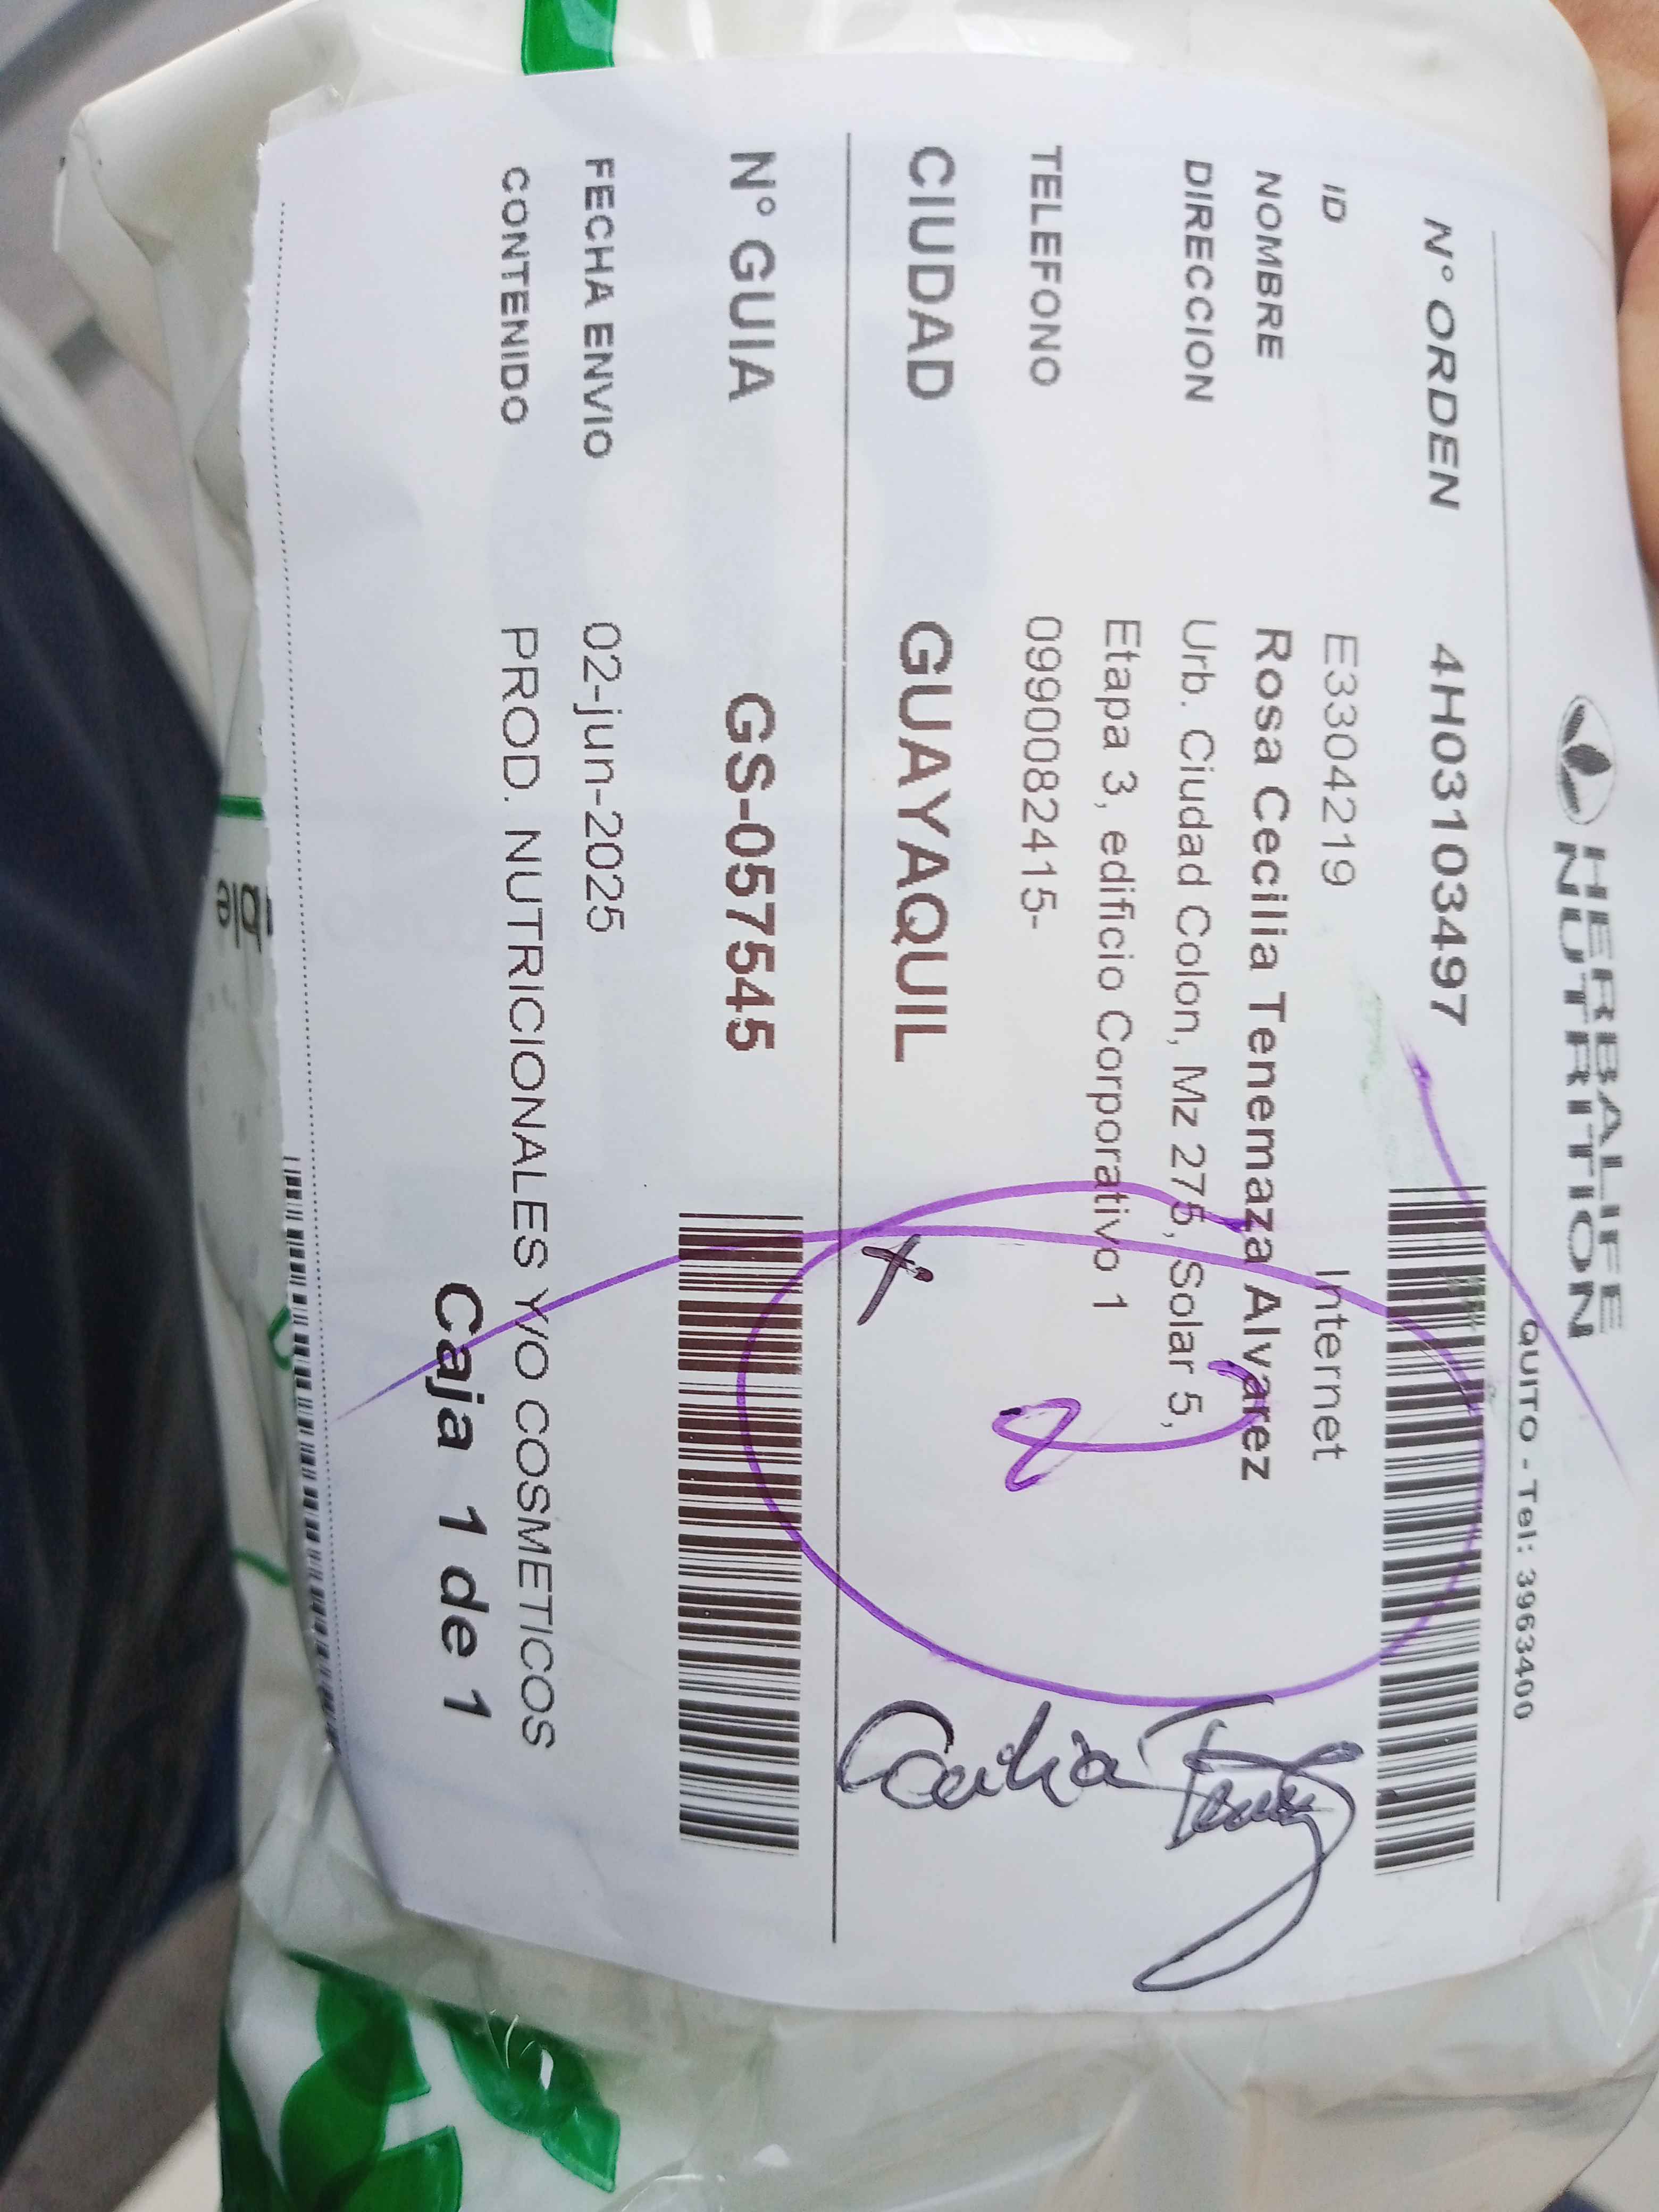 HERBALIFE
NUTRITION
QUITO - Tel: 3963400
N° ORDEN 4H03103497
ID E3304219 Internet
NOMBRE Rosa Cecilia Tenemaza Alvarez
DIRECCION Urb. Ciudad Colon, Mz 275, Solar 5,
Etapa 3, edificio Corporativo 1
TELEFONO 0990082415-
CIUDAD GUAYAQUIL
N° GUIA GS-057545
FECHA ENVIO 02-jun-2025
CONTENIDO PROD. NUTRICIONALES Y/O COSMETICOS
Caja 1 de 1